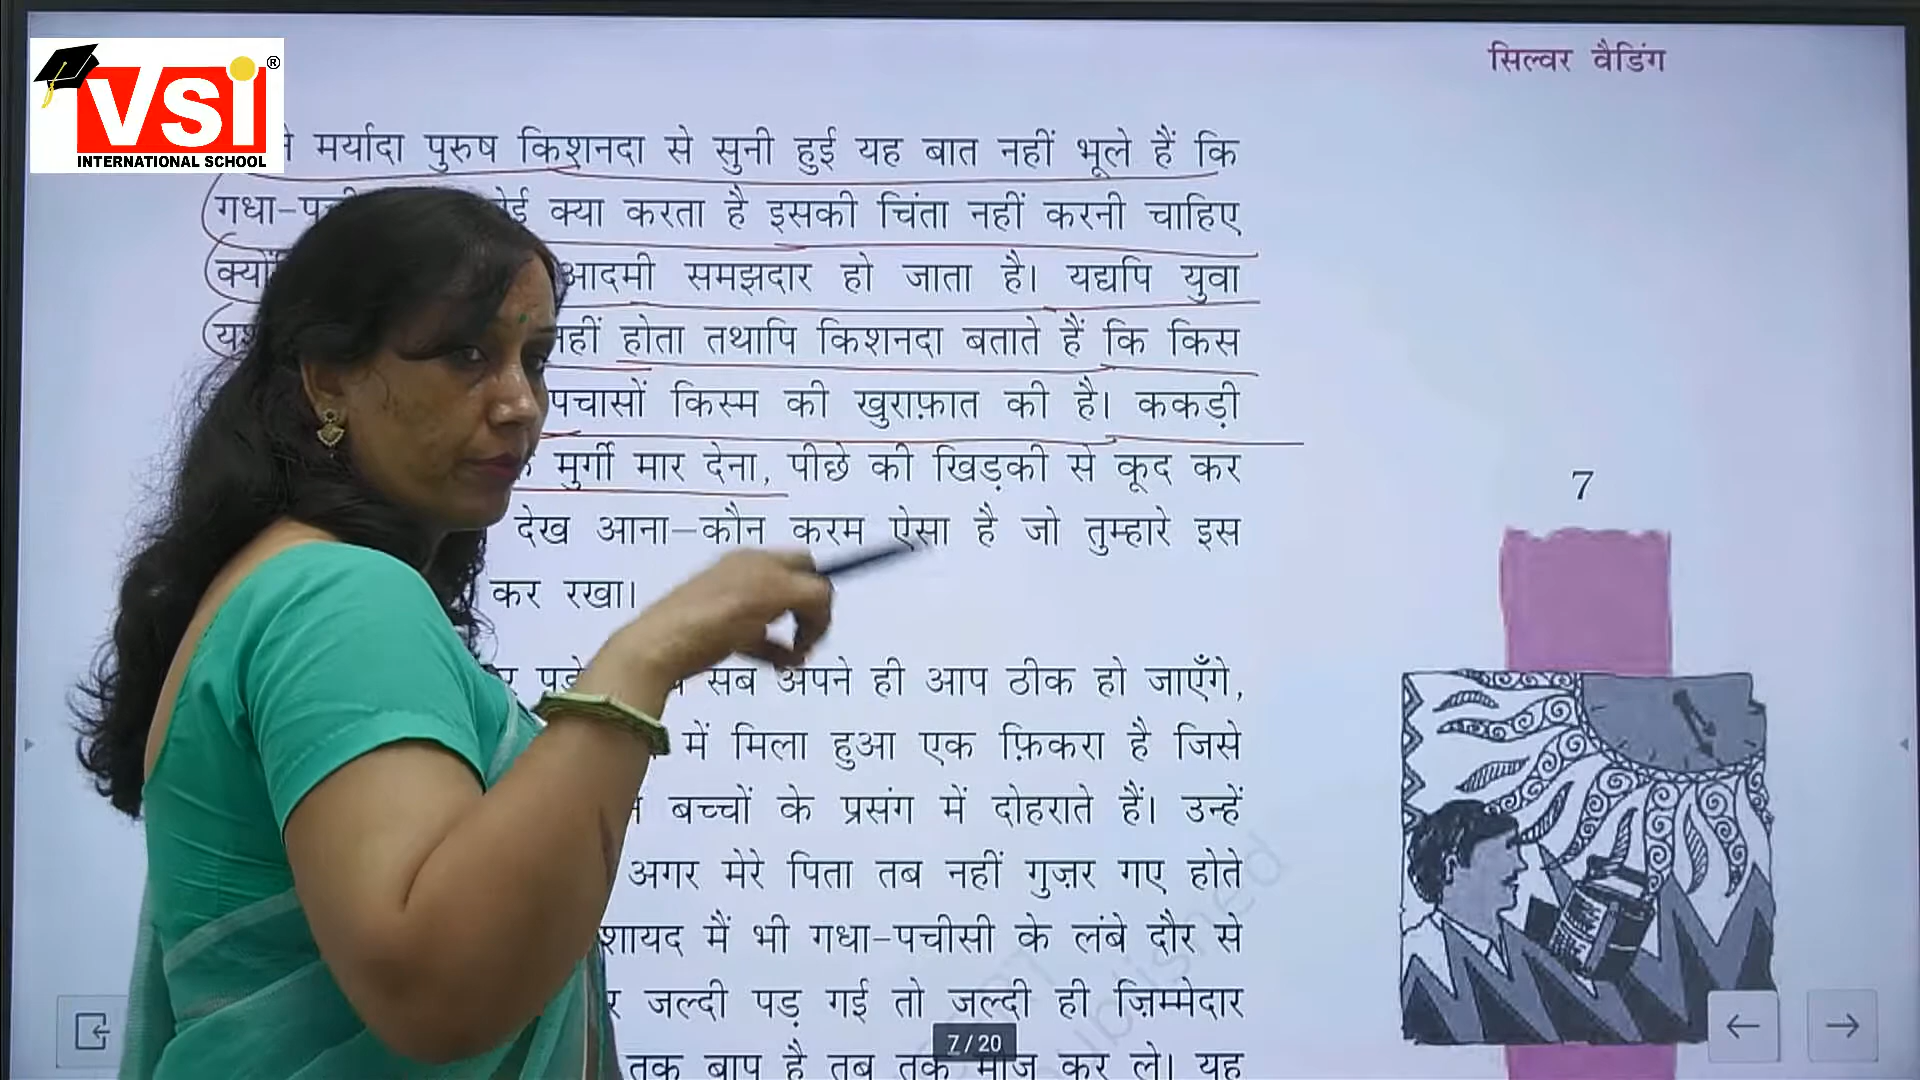 VSI ®
INTERNATIONAL SCHOOL
सिल्वर वैडिंग
मर्यादा पुरुष किशनदा से सुनी हुई यह बात नहीं भूले हैं कि
क्या करता है इसकी चिंता नहीं करनी चाहिए
आदमी समझदार हो जाता है। यद्यपि युवा
होता तथापि किशनदा बताते हैं कि किस
पचासों किस्म की खुराफ़ात की है। ककड़ी
मुर्गी मार देना, पीछे की खिड़की से कूद कर
देख आना—कौन करम ऐसा है जो तुम्हारे इस
कर रखा।
7
सब अपने ही आप ठीक हो जाएँगे,
में मिला हुआ एक फ़िकरा है जिसे
बच्चों के प्रसंग में दोहराते हैं। उन्हें
अगर मेरे पिता तब नहीं गुज़र गए होते
शायद मैं भी गधा-पचीसी के लंबे दौर से
जल्दी पड़ गई तो जल्दी ही ज़िम्मेदार
तक बाप है तब तक मौज कर ले। यह
7 / 20